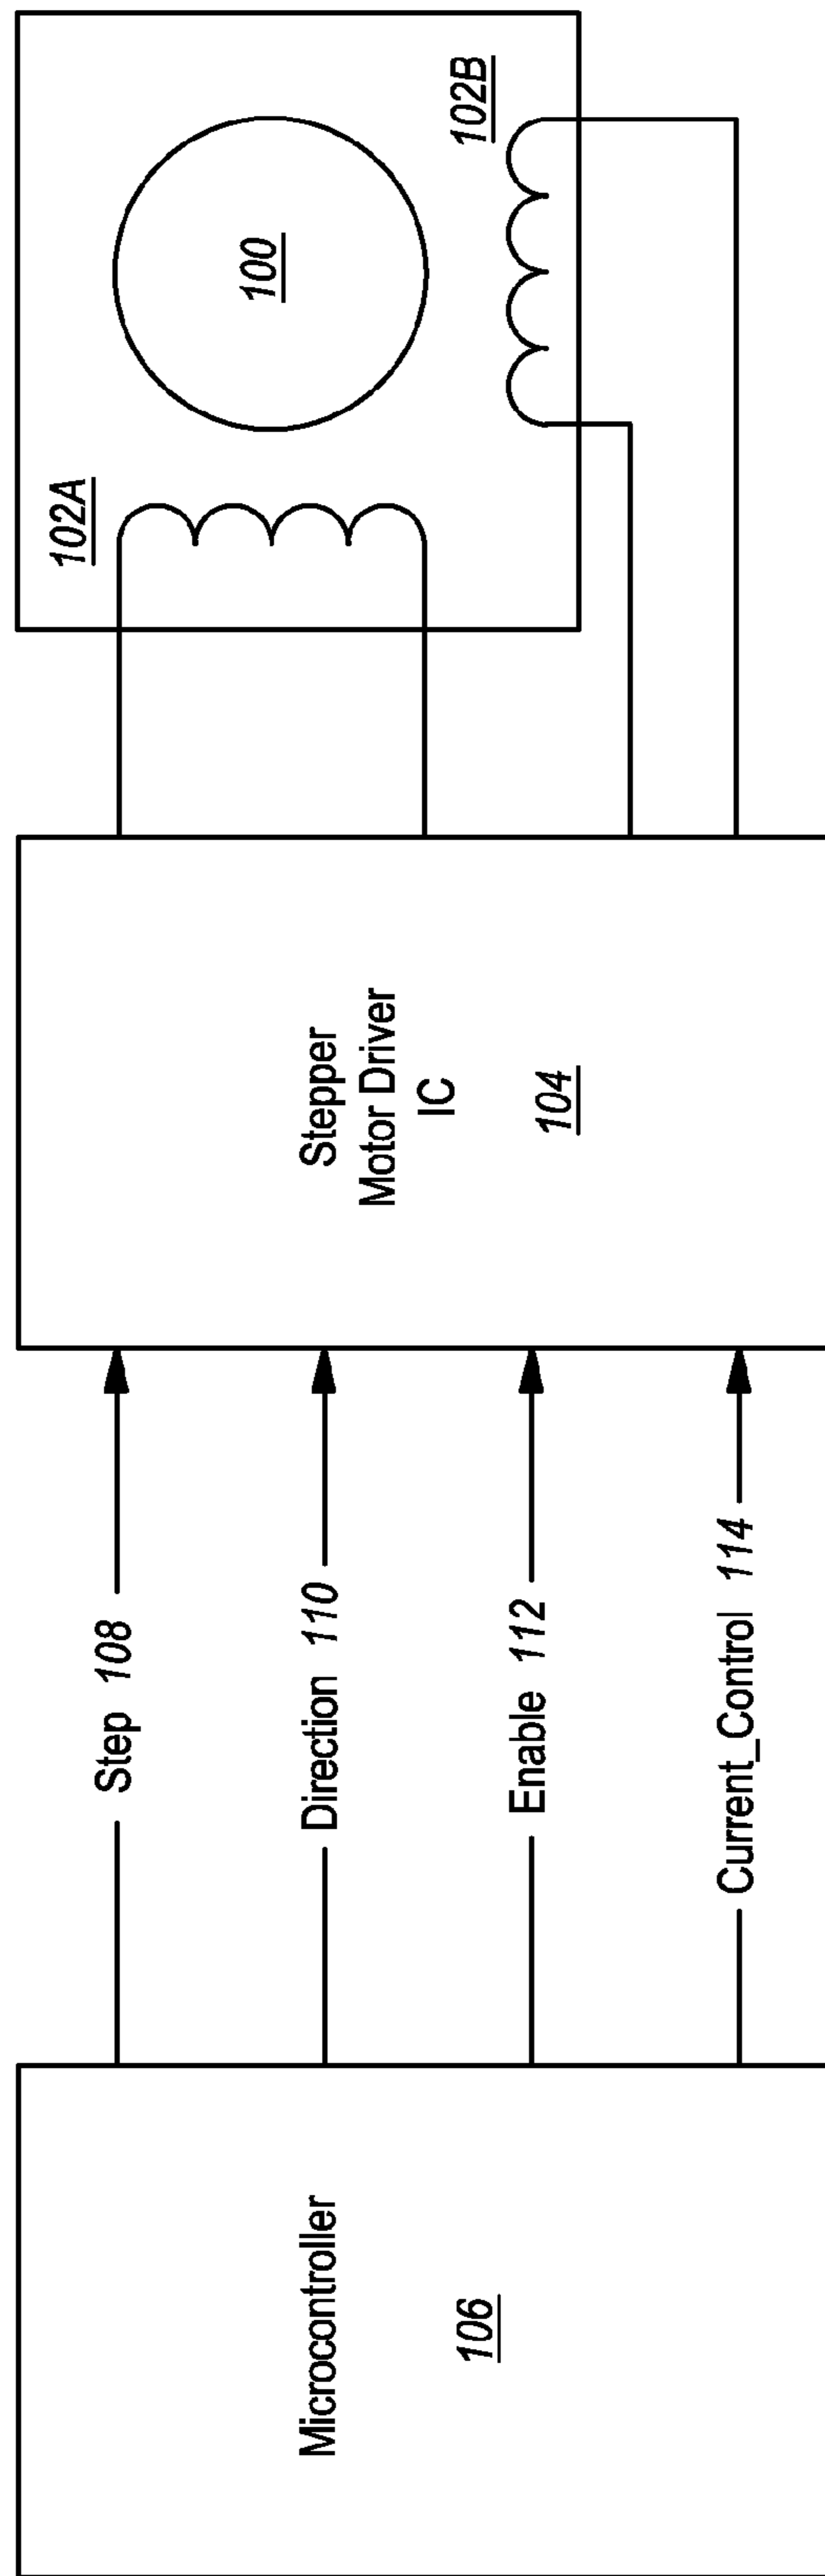 Microcontroller
106
Step 108
Direction 110
Enable 112
Current_Control 114
Stepper
Motor Driver
IC
104
102A
100
102B